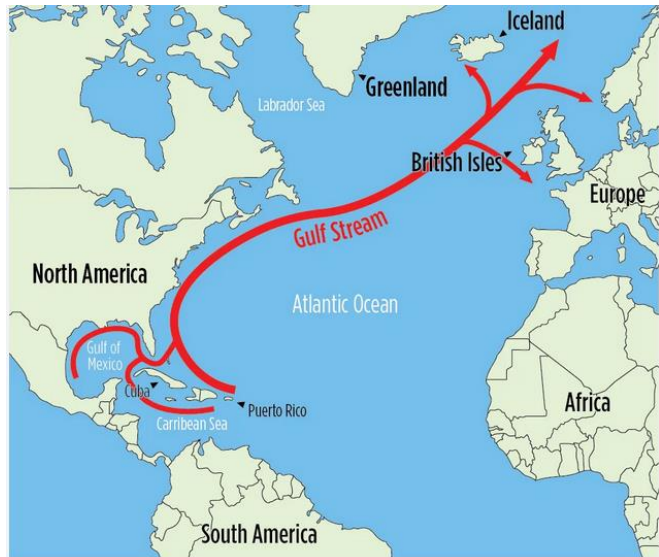 Iceland
Greenland
Labrador Sea
British Isles
Europe
Gulf Stream
North America
Atlantic Ocean
Gulf of
Mexico
Cuba
Puerto Rico
Carribean Sea
Africa
South America